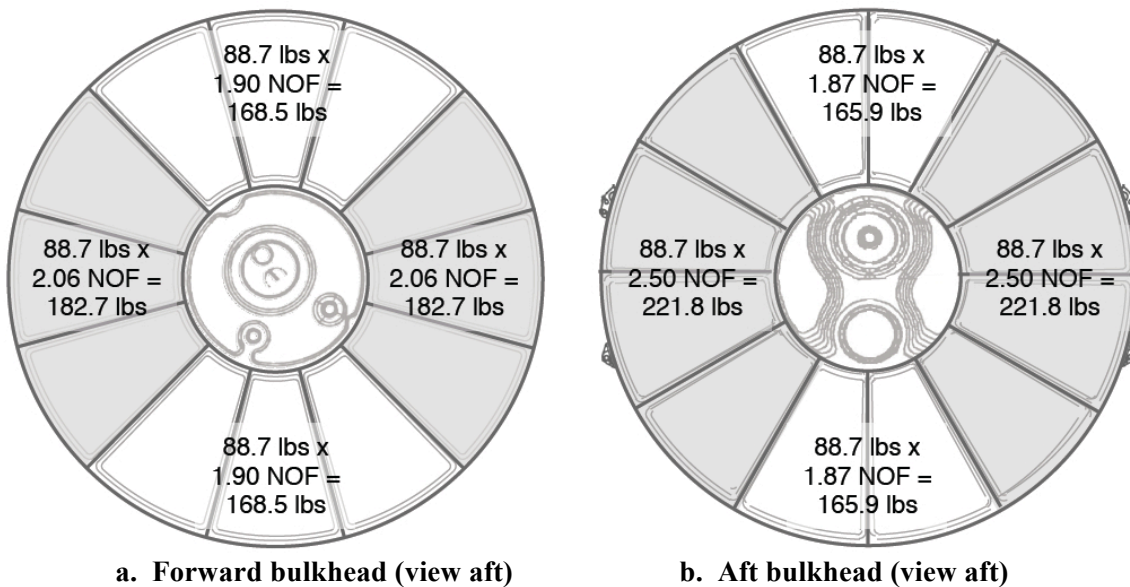 88.7 lbs x
1.90 NOF =
168.5 lbs
88.7 lbs x
2.06 NOF =
182.7 lbs
88.7 lbs x
2.06 NOF =
182.7 lbs
88.7 lbs x
1.90 NOF =
168.5 lbs
a. Forward bulkhead (view aft)
88.7 lbs x
1.87 NOF =
165.9 lbs
88.7 lbs x
2.50 NOF =
221.8 lbs
88.7 lbs x
2.50 NOF =
221.8 lbs
88.7 lbs x
1.87 NOF =
165.9 lbs
b. Aft bulkhead (view aft)